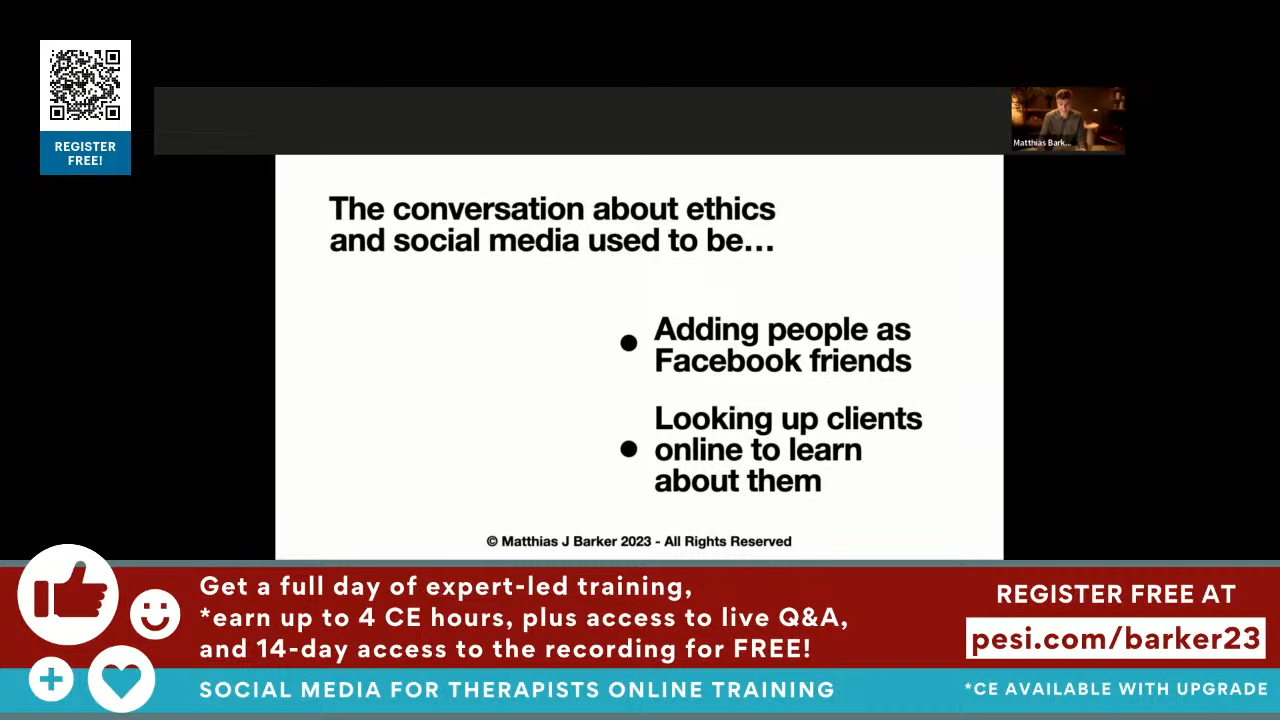 REGISTER
FREE!
Matthias Bark...
The conversation about ethics
and social media used to be...
● Adding people as
Facebook friends
● Looking up clients
online to learn
about them
© Matthias J Barker 2023 - All Rights Reserved
Get a full day of expert-led training,
*earn up to 4 CE hours, plus access to live Q&A,
and 14-day access to the recording for FREE!
REGISTER FREE AT
pesi.com/barker23
SOCIAL MEDIA FOR THERAPISTS ONLINE TRAINING
*CE AVAILABLE WITH UPGRADE